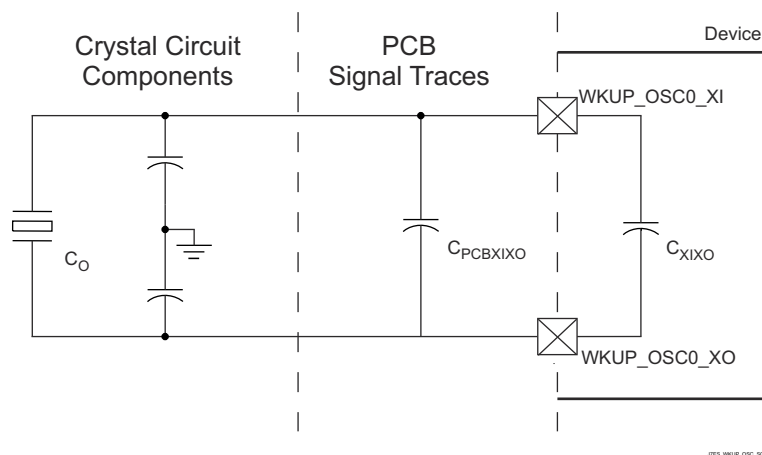 Crystal Circuit
Components
PCB
Signal Traces
Device
WKUP_OSC0_XI
C_O
C_PCBXIXO
C_XIXO
WKUP_OSC0_XO